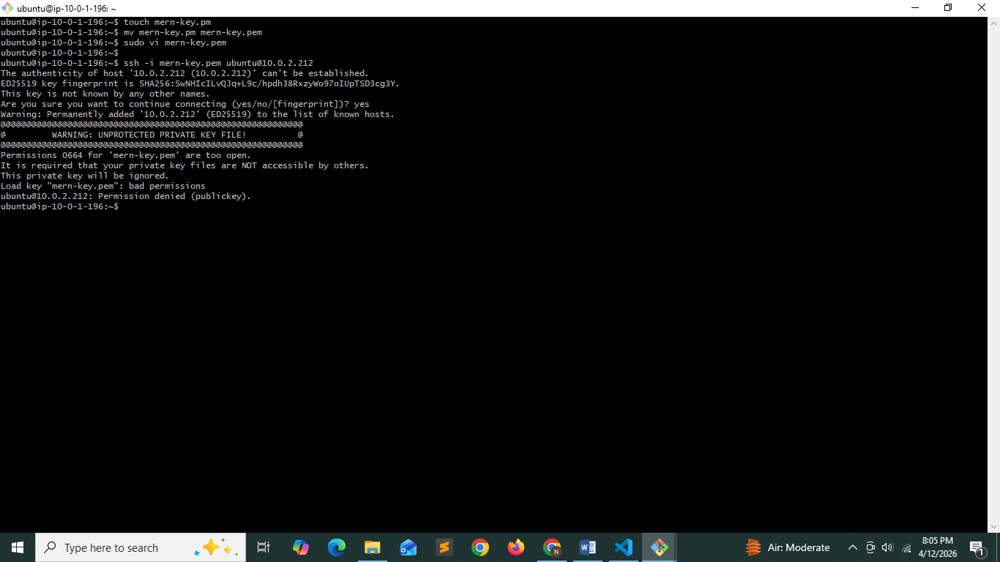 ubuntu@ip-10-0-1-196: ~
ubuntu@ip-10-0-1-196:~$ touch mern-key.pm
ubuntu@ip-10-0-1-196:~$ mv mern-key.pm mern-key.pem
ubuntu@ip-10-0-1-196:~$ sudo vi mern-key.pem
ubuntu@ip-10-0-1-196:~$
ubuntu@ip-10-0-1-196:~$ ssh -i mern-key.pem ubuntu@10.0.2.212
The authenticity of host '10.0.2.212 (10.0.2.212)' can't be established.
ED25519 key fingerprint is SHA256:SwNHIcILvQJq+L9c/hpdh38RxzyWo97oIUpTSD3cg3Y.
This key is not known by any other names.
Are you sure you want to continue connecting (yes/no/[fingerprint])? yes
Warning: Permanently added '10.0.2.212' (ED25519) to the list of known hosts.
@@@@@@@@@@@@@@@@@@@@@@@@@@@@@@@@@@@@@@@@@@@@@@@@@@@@@@@@@@@
@         WARNING: UNPROTECTED PRIVATE KEY FILE!          @
@@@@@@@@@@@@@@@@@@@@@@@@@@@@@@@@@@@@@@@@@@@@@@@@@@@@@@@@@@@
Permissions 0664 for 'mern-key.pem' are too open.
It is required that your private key files are NOT accessible by others.
This private key will be ignored.
Load key "mern-key.pem": bad permissions
ubuntu@10.0.2.212: Permission denied (publickey).
ubuntu@ip-10-0-1-196:~$
Type here to search
Air: Moderate
8:05 PM
4/12/2026
1